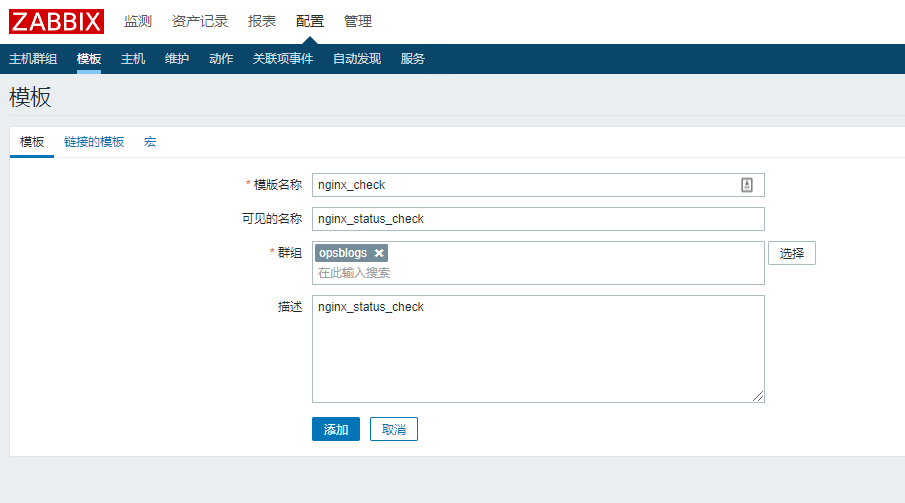 ZABBIX 监测 资产记录 报表 配置 管理
主机群组 模板 主机 维护 动作 关联项事件 自动发现 服务
模板
模板 链接的模板 宏
* 模版名称 nginx_check
可见的名称 nginx_status_check
* 群组 opsblogs 选择
在此输入搜索
描述 nginx_status_check
添加 取消